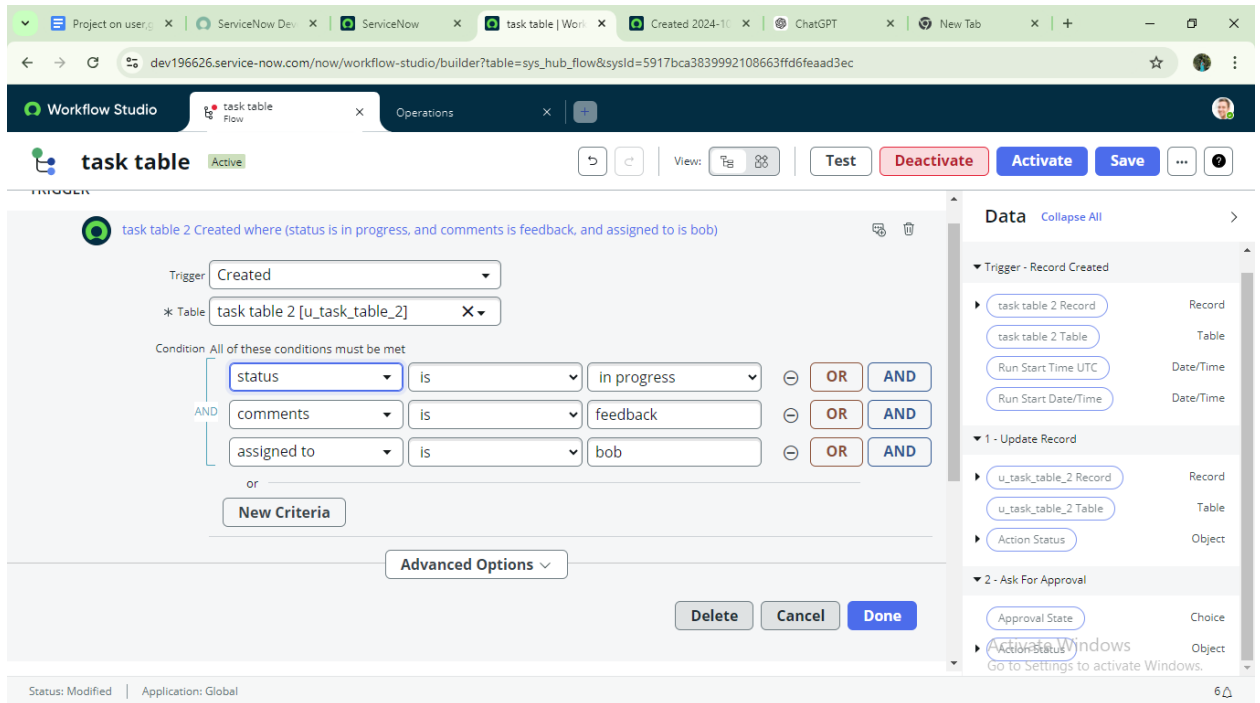 Project on user,g
ServiceNow Dev
ServiceNow
task table | Work
Created 2024-10
ChatGPT
New Tab
dev196626.service-now.com/now/workflow-studio/builder?table=sys_hub_flow&sysId=5917bca3839992108663ffd6feaad3ec
Workflow Studio
task table
Flow
Operations
task table
Active
View:
Test
Deactivate
Activate
Save
TRIGGER
task table 2 Created where (status is in progress, and comments is feedback, and assigned to is bob)
Trigger
Created
* Table
task table 2 [u_task_table_2]
Condition All of these conditions must be met
status is in progress OR AND
AND
comments is feedback OR AND
assigned to is bob OR AND
or
New Criteria
Advanced Options
Delete
Cancel
Done
Data Collapse All
Trigger - Record Created
task table 2 Record Record
task table 2 Table Table
Run Start Time UTC Date/Time
Run Start Date/Time Date/Time
1 - Update Record
u_task_table_2 Record Record
u_task_table_2 Table Table
Action Status Object
2 - Ask For Approval
Approval State Choice
Action Status Object
Activate Windows
Go to Settings to activate Windows.
Status: Modified
Application: Global
6